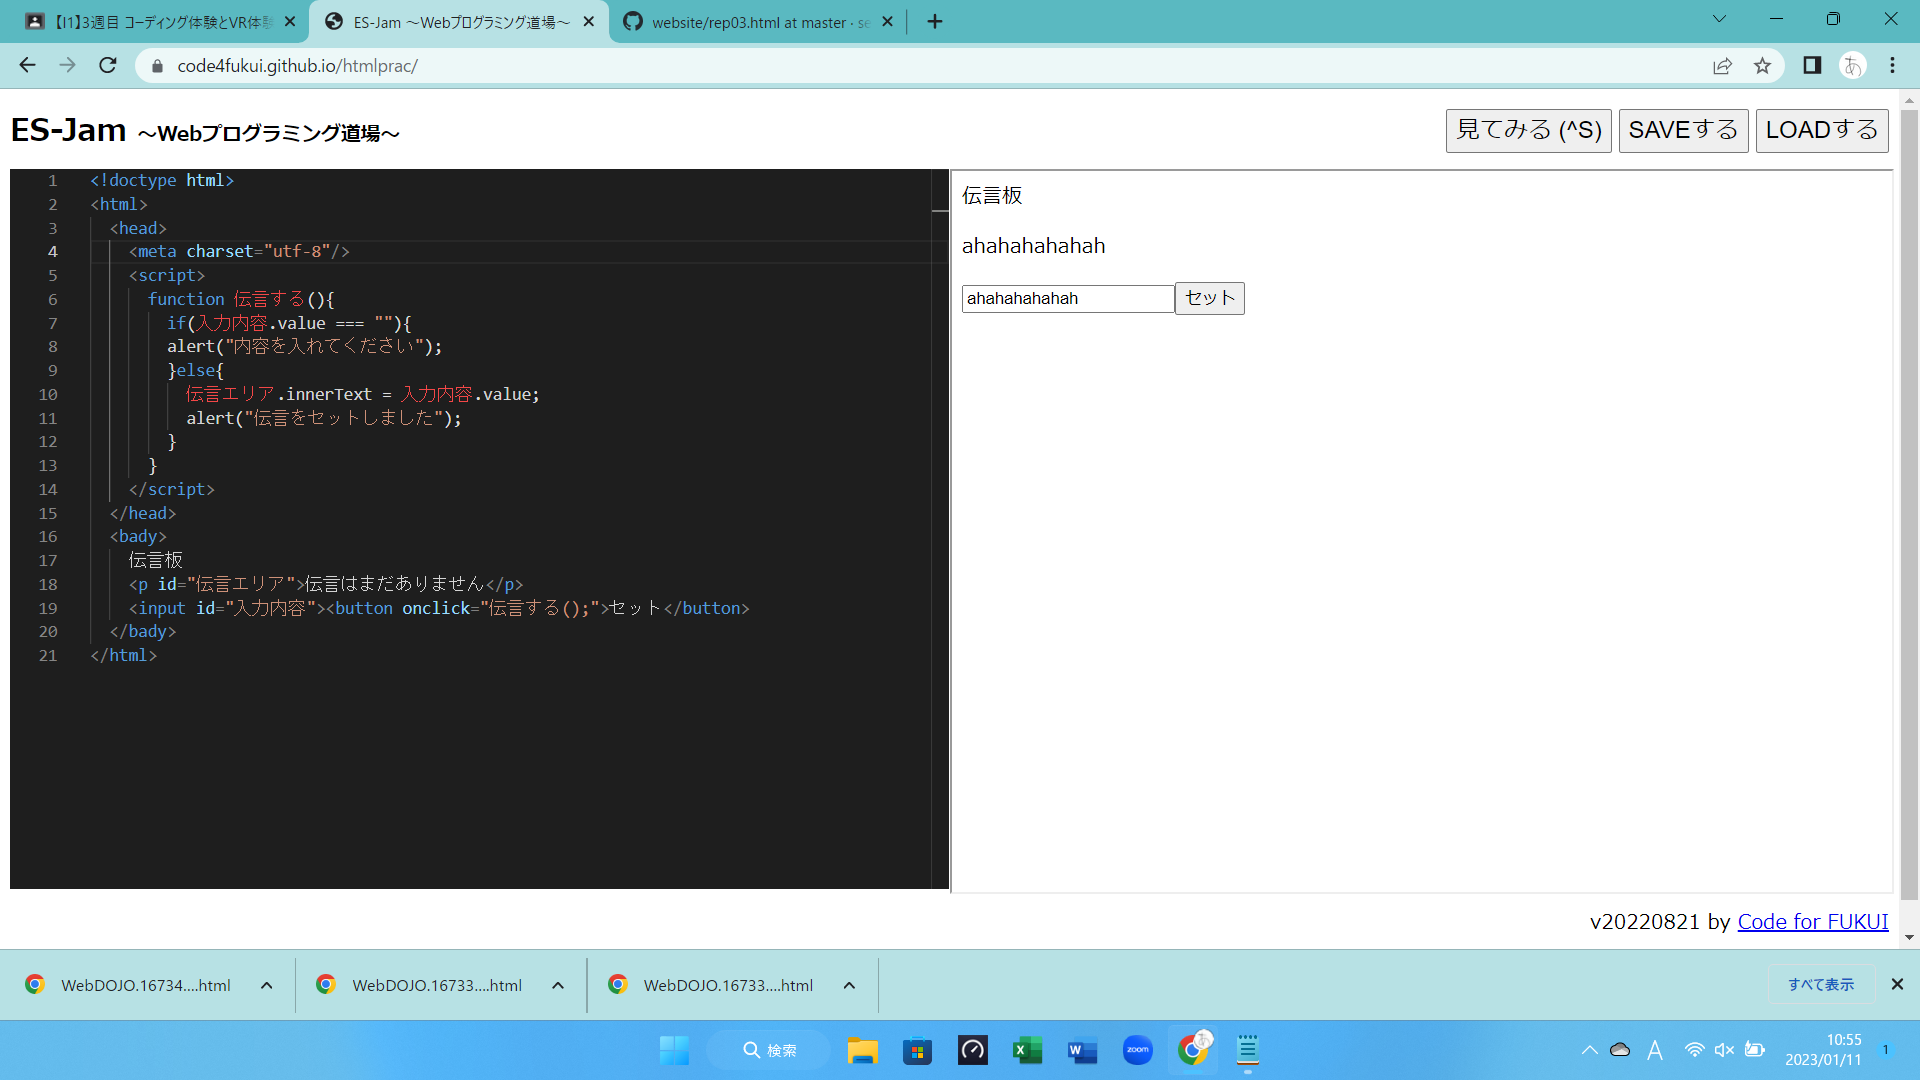 【I1】3週目 コーディング体験とVR体験
ES-Jam ～Webプログラミング道場～
website/rep03.html at master · se
code4fukui.github.io/htmlprac/
あ
ES-Jam ～Webプログラミング道場～
見てみる (^S)
SAVEする
LOADする
1 <!doctype html>
2 <html>
3 <head>
4 <meta charset="utf-8"/>
5 <script>
6 function 伝言する(){
7 if(入力内容.value === ""){
8 alert("内容を入れてください");
9 }else{
10 伝言エリア.innerText = 入力内容.value;
11 alert("伝言をセットしました");
12 }
13 }
14 </script>
15 </head>
16 <bady>
17 伝言板
18 <p id="伝言エリア">伝言はまだありません</p>
19 <input id="入力内容"><button onclick="伝言する();">セット</button>
20 </bady>
21 </html>
伝言板
ahahahahahah
ahahahahahah
セット
v20220821 by Code for FUKUI
WebDOJO.16734....html
WebDOJO.16733....html
WebDOJO.16733....html
すべて表示
検索
zoom
あ
A
10:55
2023/01/11
1